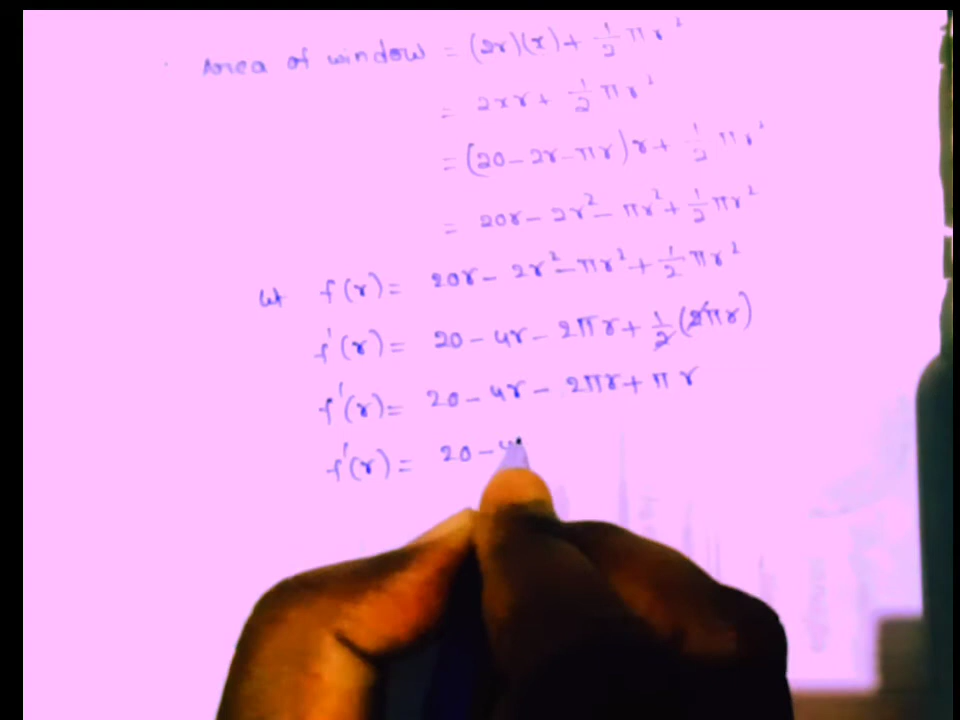 Area of window = (2r)(x) + 1/2 πr²
= 2xr + 1/2 πr²
= (20 - 2r - πr)r + 1/2 πr²
= 20r - 2r² - πr² + 1/2 πr²
let f(r) = 20r - 2r² - πr² + 1/2 πr²
f'(r) = 20 - 4r - 2πr + 1/2 (2πr)
f'(r) = 20 - 4r - 2πr + πr
f'(r) = 20 - 4